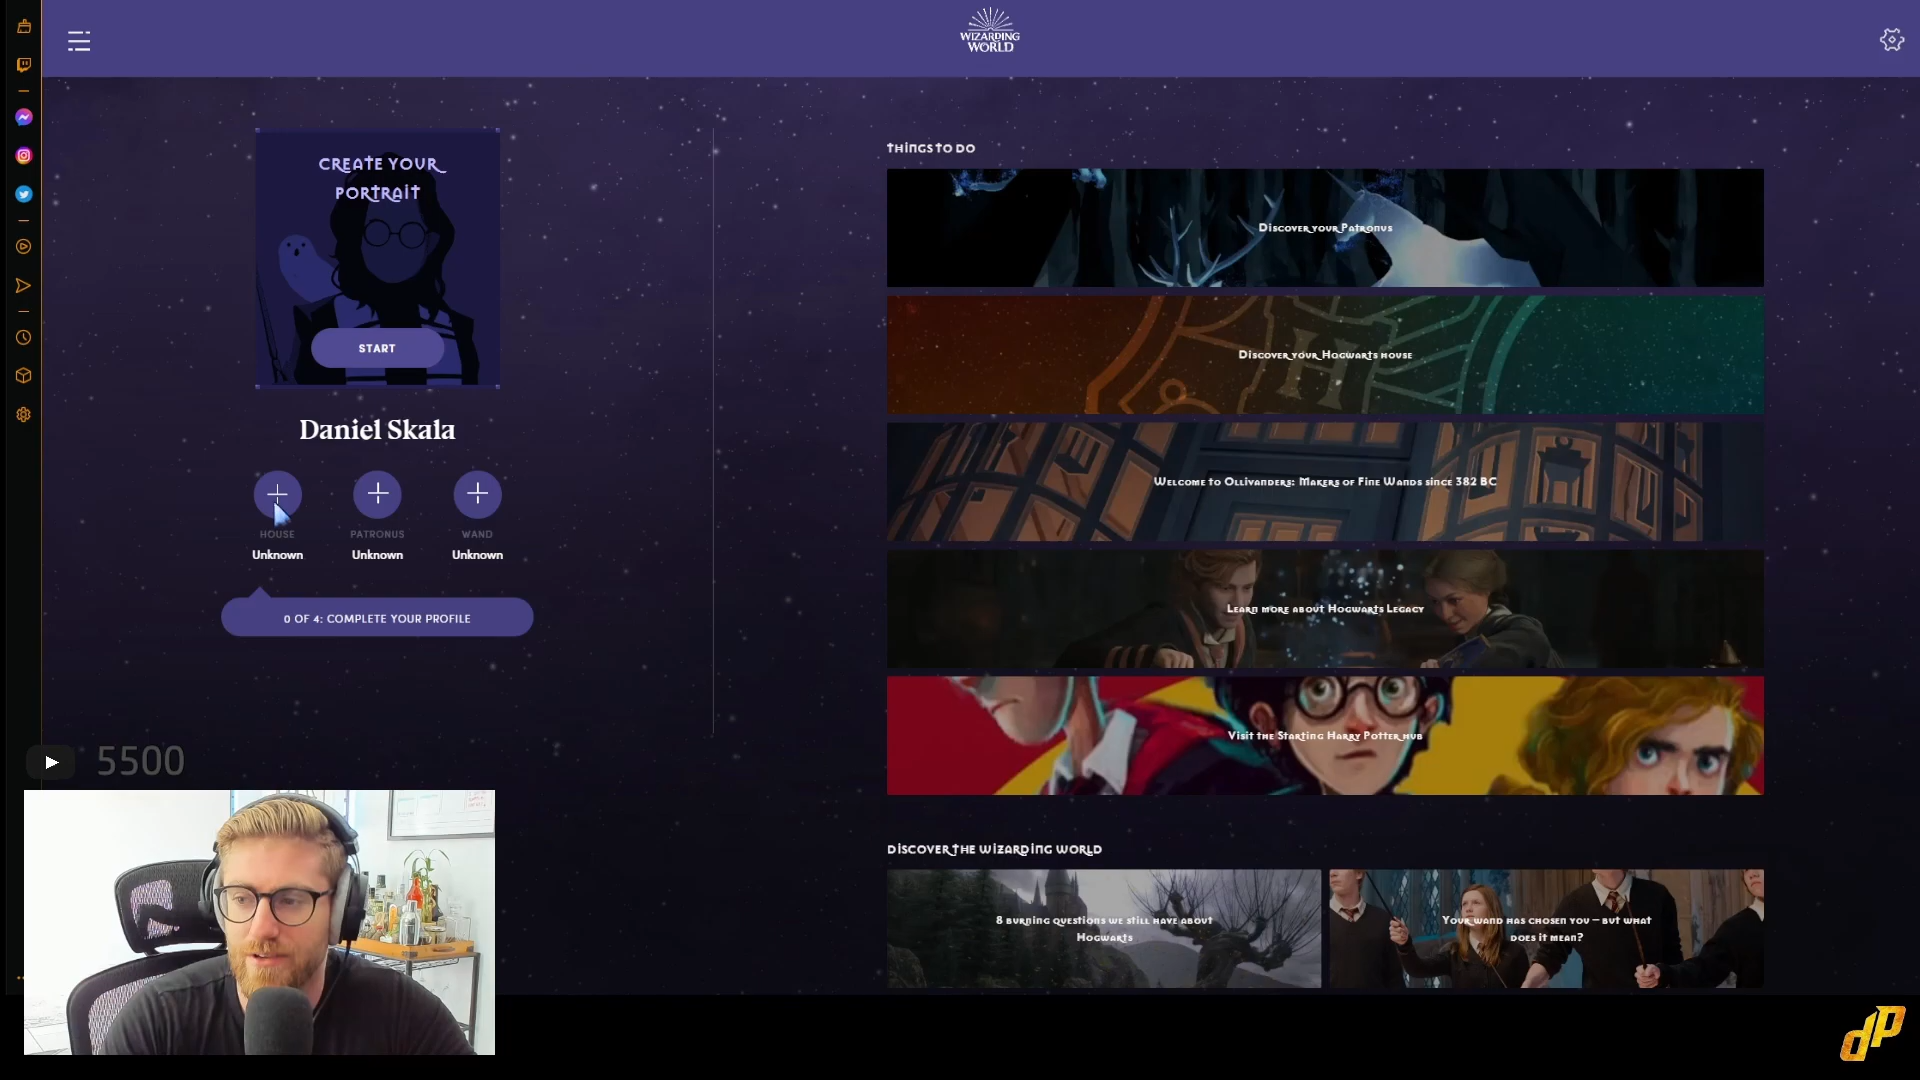 WIZARDING
WORLD
CREATE YOUR
PORTRAIT
START
Daniel Skala
HOUSE
Unknown
PATRONUS
Unknown
WAND
Unknown
0 OF 4: COMPLETE YOUR PROFILE
THINGS TO DO
Discover your Patronus
Discover your Hogwarts house
Welcome to Ollivanders: Makers of Fine Wands since 382 BC
Learn more about Hogwarts Legacy
Visit the Starting Harry Potter hub
DISCOVER THE WIZARDING WORLD
8 burning questions we still have about
Hogwarts
Your wand has chosen you – but what
does it mean?
5500
dP